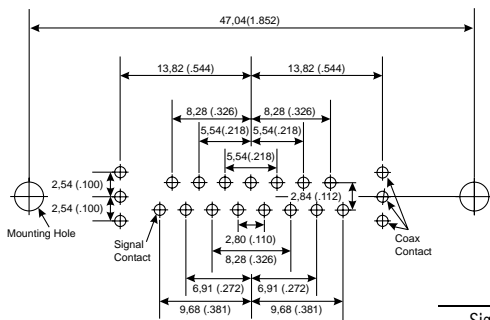 47,04(1.852)
13,82 (.544)
13,82 (.544)
8,28 (.326)
8,28 (.326)
5,54(.218)
5,54(.218)
5,54(.218)
2,54 (.100)
2,84 (.112)
2,54 (.100)
Mounting Hole
Signal
Contact
Coax
Contact
2,80 (.110)
8,28 (.326)
6,91 (.272)
6,91 (.272)
9,68 (.381)
9,68 (.381)
Sig